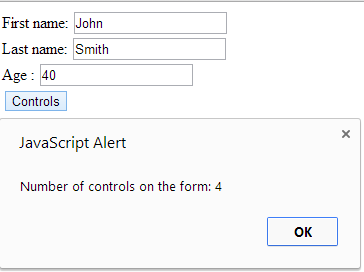 First name: John
Last name: Smith
Age : 40
Controls
JavaScript Alert
×
Number of controls on the form: 4
OK